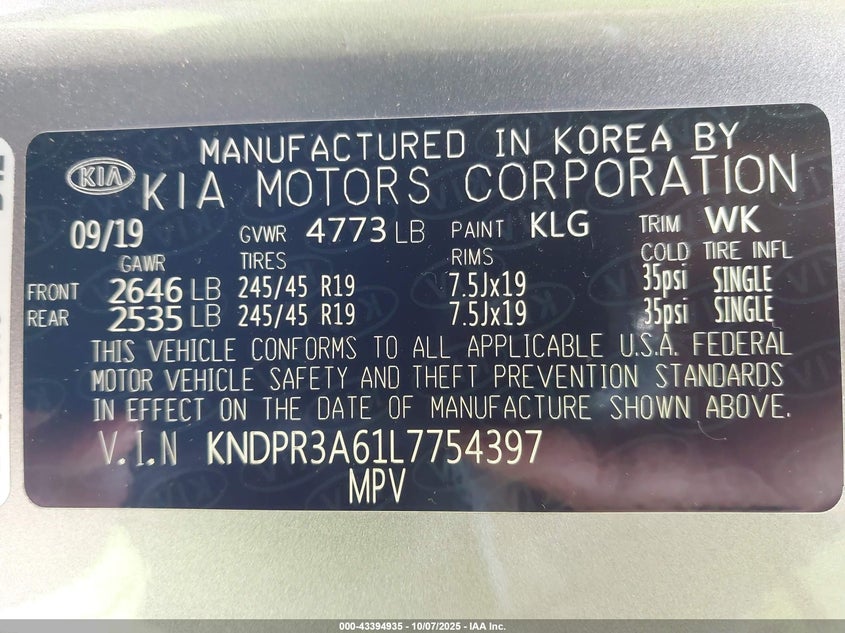 MANUFACTURED IN KOREA BY
KIA KIA MOTORS CORPORATION
09/19 GVWR 4773 LB PAINT KLG TRIM WK
GAWR TIRES RIMS COLD TIRE INFL
FRONT 2646 LB 245/45 R19 7.5Jx19 35psi SINGLE
REAR 2535 LB 245/45 R19 7.5Jx19 35psi SINGLE
THIS VEHICLE CONFORMS TO ALL APPLICABLE U.S.A. FEDERAL
MOTOR VEHICLE SAFETY AND THEFT PREVENTION STANDARDS
IN EFFECT ON THE DATE OF MANUFACTURE SHOWN ABOVE.
V.I.N KNDPR3A61L7754397
MPV
000-43394935 - 10/07/2025 - IAA Inc.